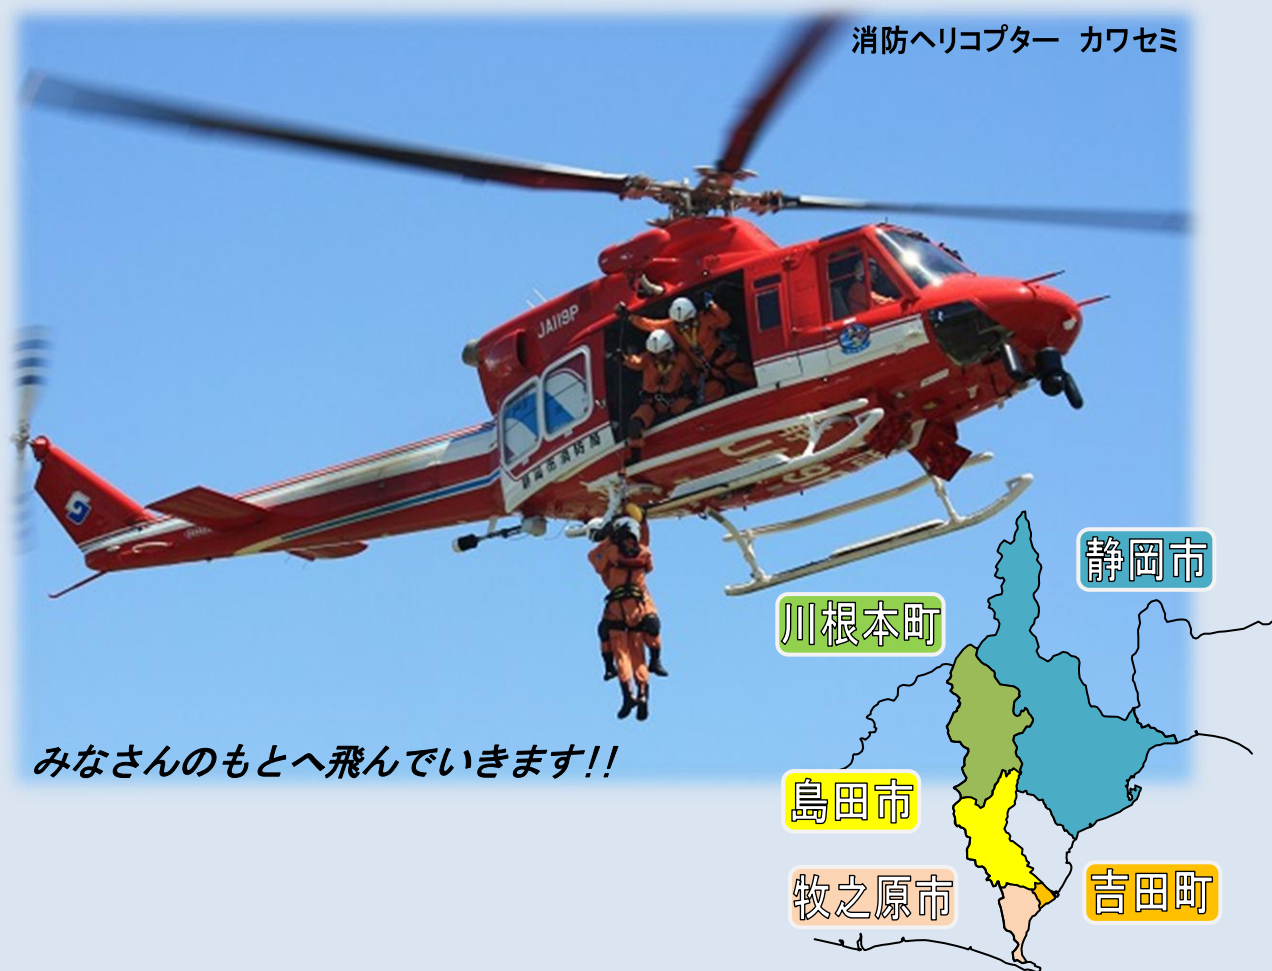 消防ヘリコプター カワセミ
JA119P
静岡市消防局
みなさんのもとへ飛んでいきます!!
静岡市
川根本町
島田市
牧之原市
吉田町